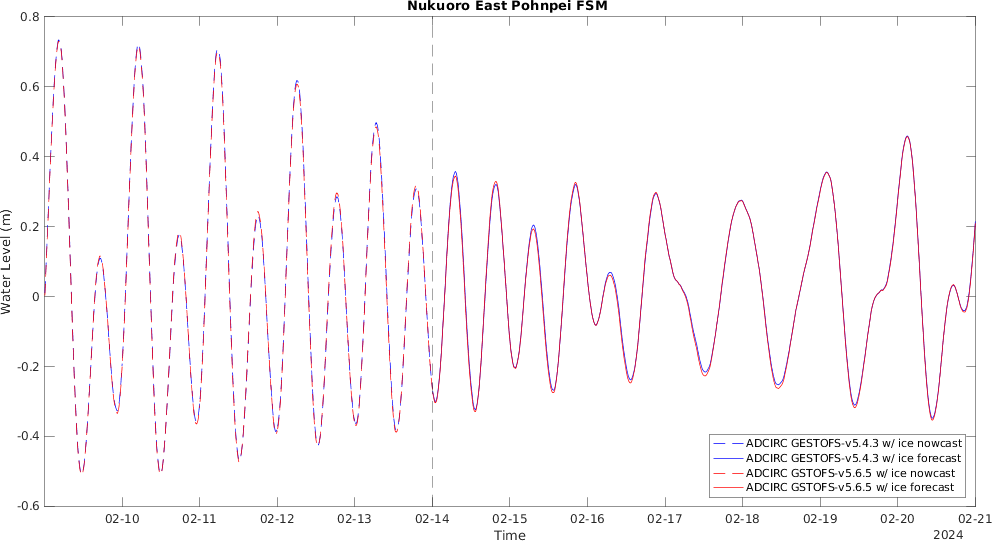 Nukuoro East Pohnpei FSM
0.8
0.6
0.4
0.2
0
-0.2
-0.4
-0.6
Water Level (m)
ADCIRC GESTOFS-v5.4.3 w/ ice nowcast
ADCIRC GESTOFS-v5.4.3 w/ ice forecast
ADCIRC GSTOFS-v5.6.5 w/ ice nowcast
ADCIRC GSTOFS-v5.6.5 w/ ice forecast
02-10 02-11 02-12 02-13 02-14 02-15 02-16 02-17 02-18 02-19 02-20 02-21
Time
2024